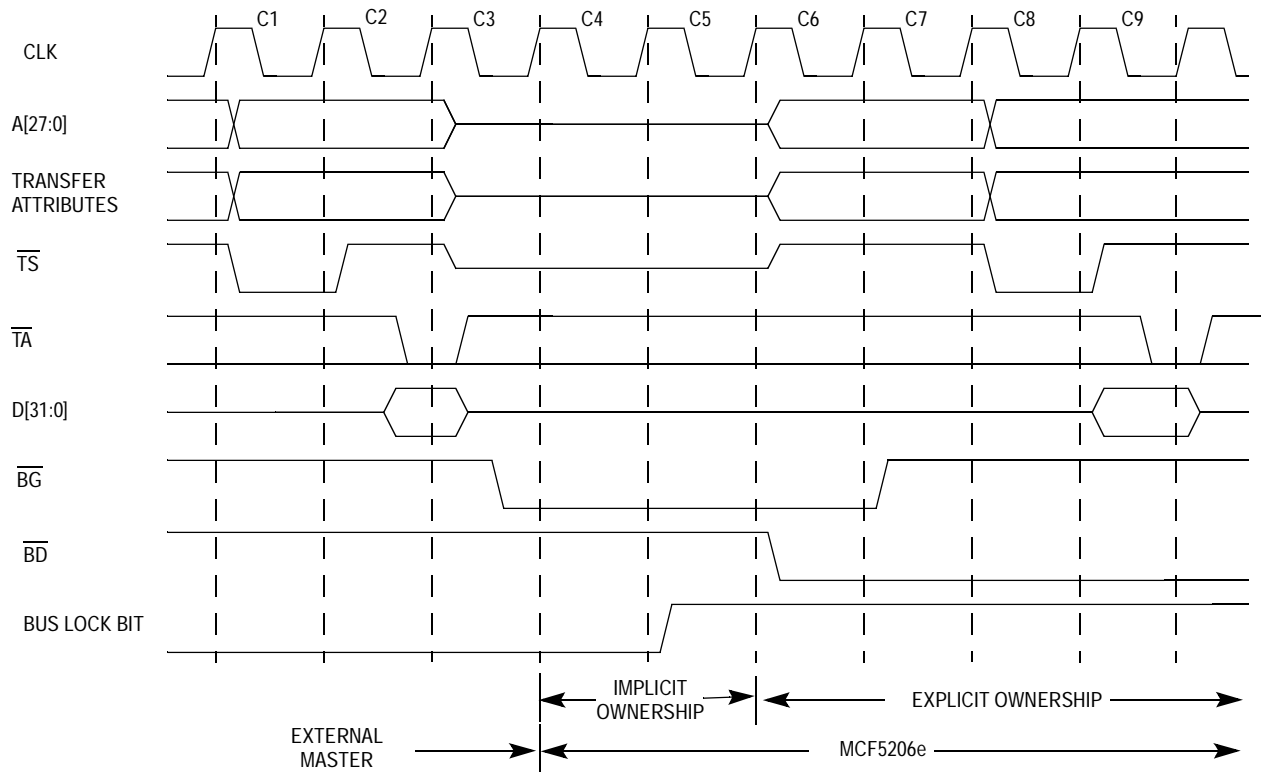 C1 C2 C3 C4 C5 C6 C7 C8 C9
CLK
A[27:0]
TRANSFER
ATTRIBUTES
TS
TA
D[31:0]
BG
BD
BUS LOCK BIT
IMPLICIT
OWNERSHIP
EXPLICIT OWNERSHIP
EXTERNAL
MASTER
MCF5206e